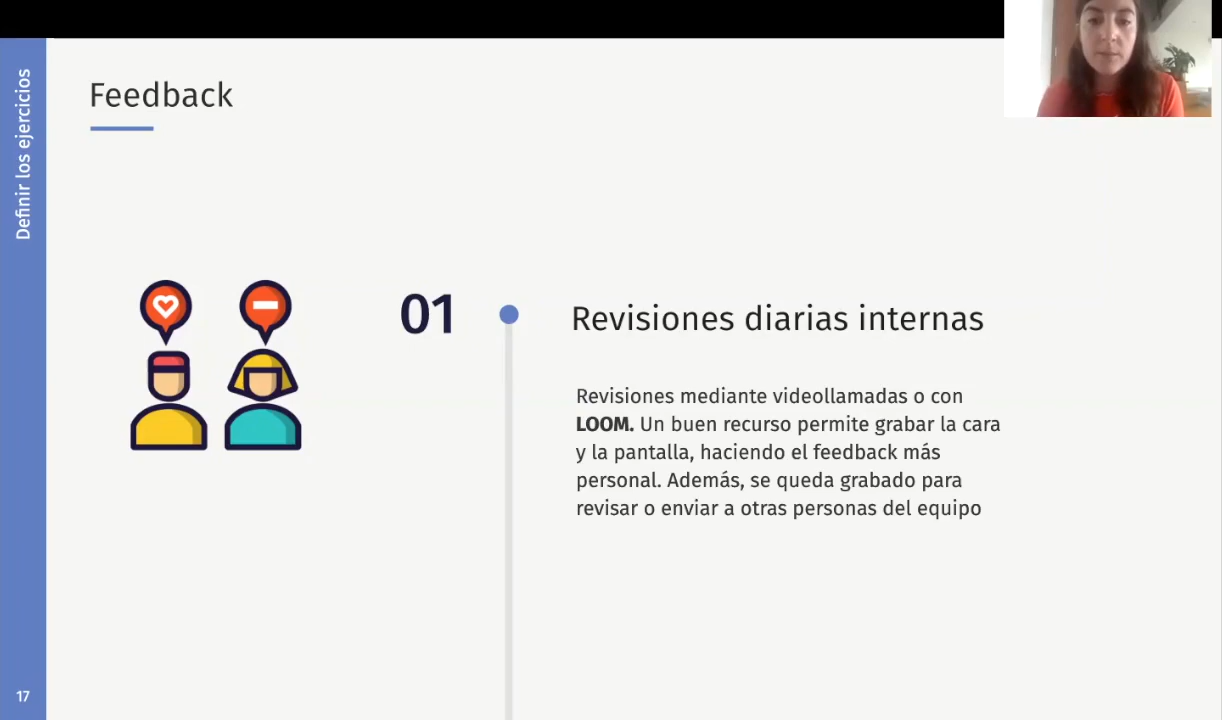 Definir los ejercicios
Feedback
01
Revisiones diarias internas
Revisiones mediante videollamadas o con
LOOM. Un buen recurso permite grabar la cara
y la pantalla, haciendo el feedback más
personal. Además, se queda grabado para
revisar o enviar a otras personas del equipo
17